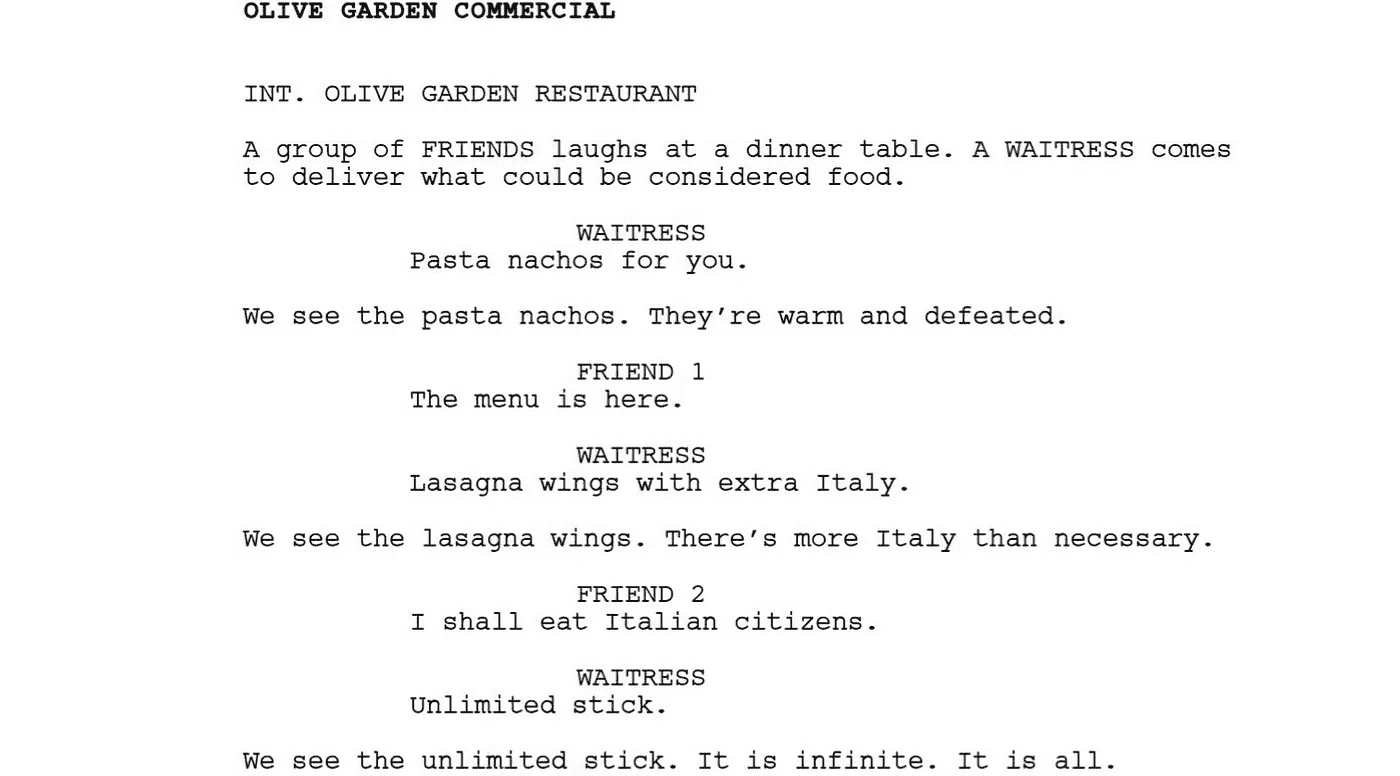 OLIVE GARDEN COMMERCIAL
INT. OLIVE GARDEN RESTAURANT
A group of FRIENDS laughs at a dinner table. A WAITRESS comes
to deliver what could be considered food.
WAITRESS
Pasta nachos for you.
We see the pasta nachos. They’re warm and defeated.
FRIEND 1
The menu is here.
WAITRESS
Lasagna wings with extra Italy.
We see the lasagna wings. There’s more Italy than necessary.
FRIEND 2
I shall eat Italian citizens.
WAITRESS
Unlimited stick.
We see the unlimited stick. It is infinite. It is all.